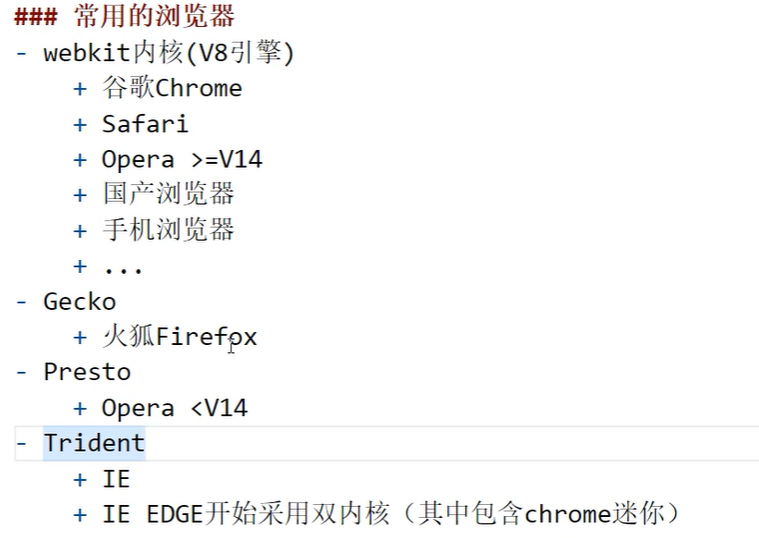 ### 常用的浏览器
- webkit内核(V8引擎)
+ 谷歌Chrome
+ Safari
+ Opera >=V14
+ 国产浏览器
+ 手机浏览器
+ ...
- Gecko
+ 火狐Firefox
- Presto
+ Opera <V14
- Trident
+ IE
+ IE EDGE开始采用双内核（其中包含chrome迷你）